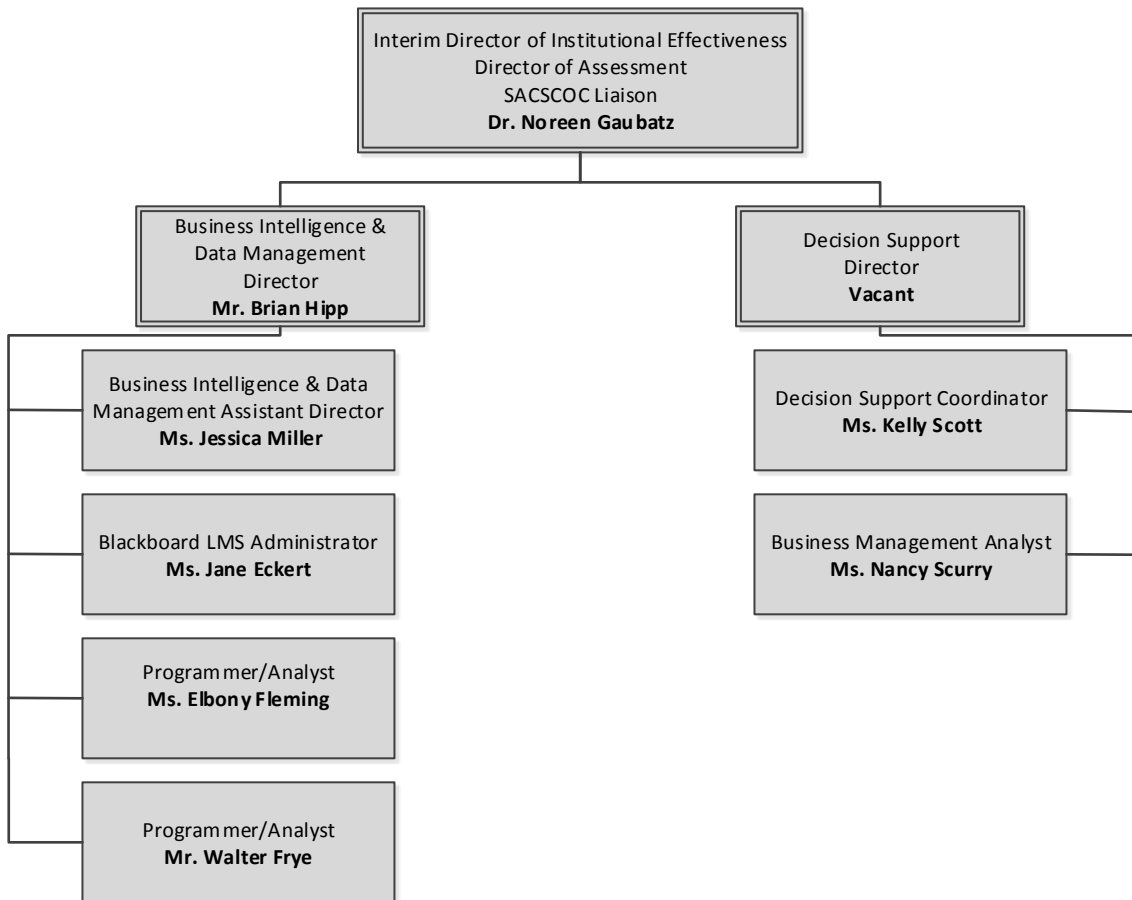 Interim Director of Institutional Effectiveness
Director of Assessment
SACSCOC Liaison
Dr. Noreen Gaubatz
Business Intelligence &
Data Management
Director
Mr. Brian Hipp
Decision Support
Director
Vacant
Business Intelligence & Data
Management Assistant Director
Ms. Jessica Miller
Decision Support Coordinator
Ms. Kelly Scott
Blackboard LMS Administrator
Ms. Jane Eckert
Business Management Analyst
Ms. Nancy Scurry
Programmer/Analyst
Ms. Elbony Fleming
Programmer/Analyst
Mr. Walter Frye